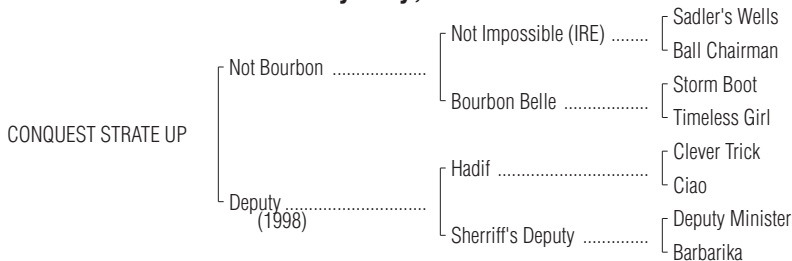 Sadler's Wells
Not Impossible (IRE) ........
Ball Chairman
Not Bourbon ....................
Storm Boot
Bourbon Belle ..................
Timeless Girl
CONQUEST STRATE UP
Clever Trick
Hadif ................................
Ciao
Deputy..............................
(1998)
Deputy Minister
Sherriff's Deputy ..............
Barbarika